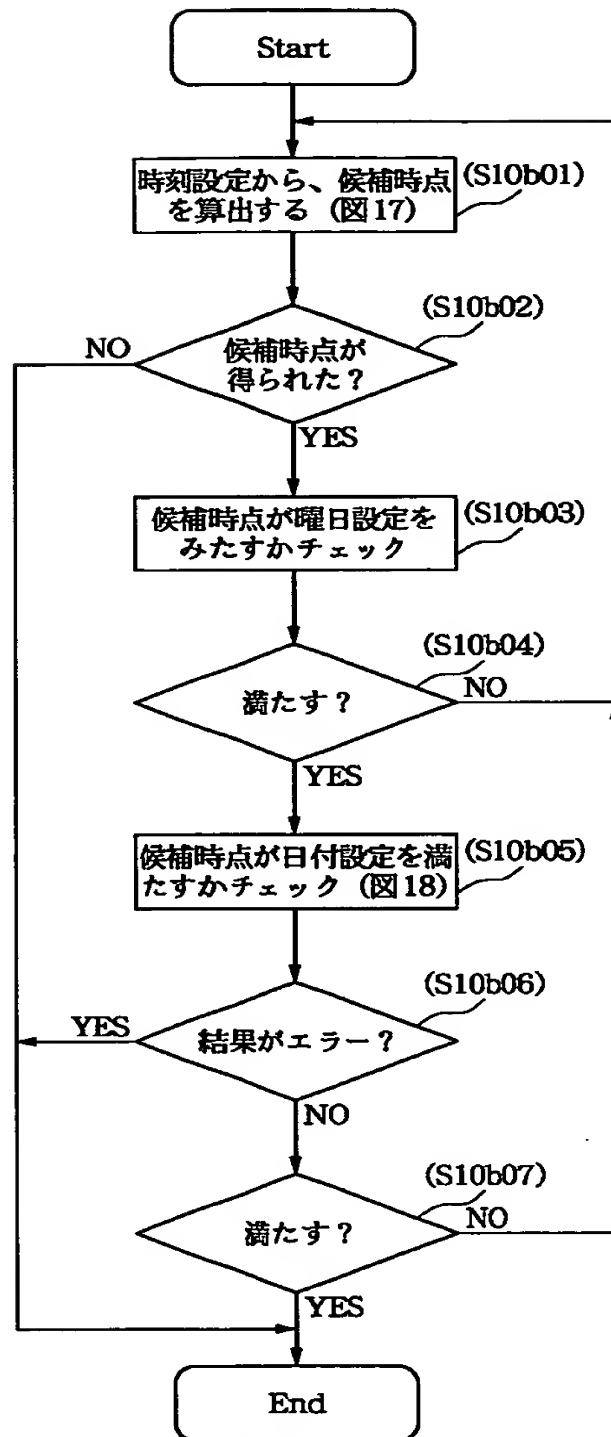 Start
時刻設定から、候補時点
を算出する (図17)
(S10b01)
(S10b02)
NO
候補時点が
得られた？
YES
候補時点が曜日設定を
みたすかチェック
(S10b03)
(S10b04)
満たす？
NO
YES
候補時点が日付設定を満
たすかチェック (図18)
(S10b05)
(S10b06)
YES
結果がエラー？
NO
(S10b07)
満たす？
NO
YES
End